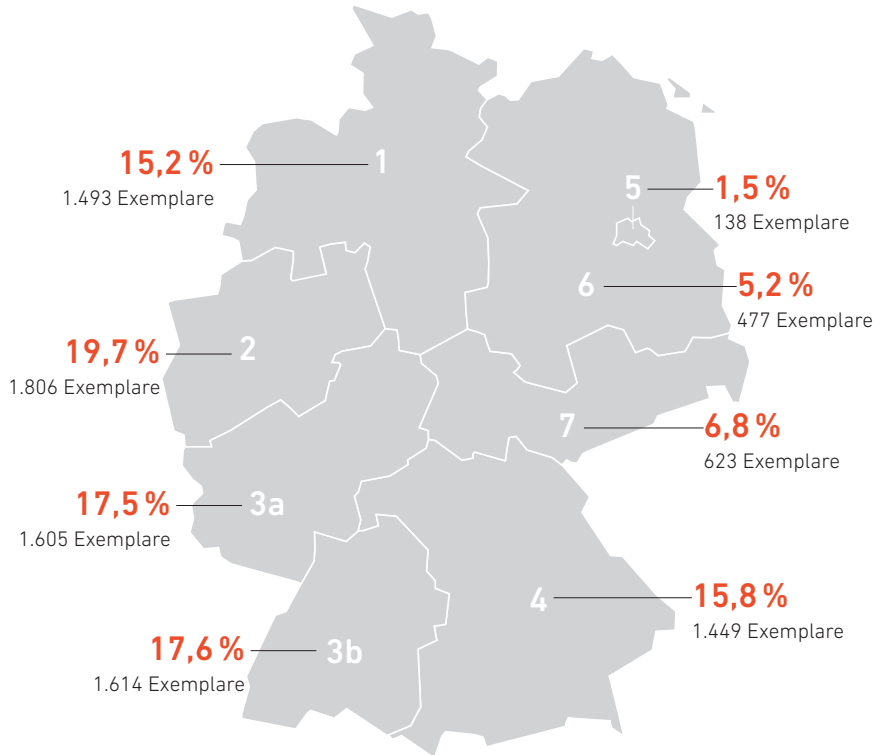 1
15,2 %
1.493 Exemplare
5
1,5 %
138 Exemplare
6
5,2 %
477 Exemplare
2
19,7 %
1.806 Exemplare
7
6,8 %
623 Exemplare
3a
17,5 %
1.605 Exemplare
4
15,8 %
1.449 Exemplare
3b
17,6 %
1.614 Exemplare